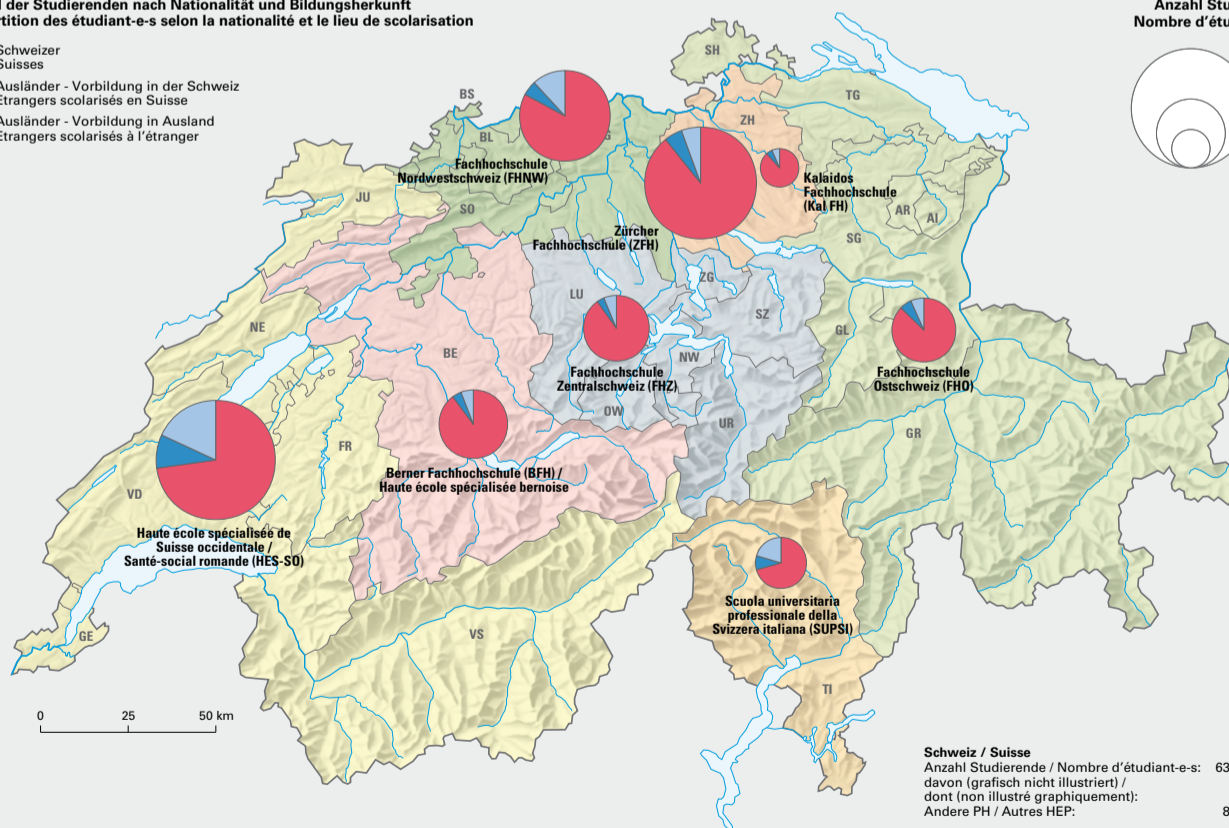 der Studierenden nach Nationalität und Bildungsherkunft
des étudiant-e-s selon la nationalité et le lieu de scolarisation
Schweizer
Suisses
Ausländer - Vorbildung in der Schweiz
Etrangers scolarisés en Suisse
Ausländer - Vorbildung in Ausland
Etrangers scolarisés à l'étranger
Anzahl
Nombre
SH
BS
TG
BL
ZH
Fachhochschule
Nordwestschweiz (FHNW)
Kalaidos
Fachhochschule
(Kal FH)
JU
SO
AR
AI
Zürcher
Fachhochschule (ZFH)
SG
ZG
LU
SZ
NE
GL
BE
NW
Fachhochschule
Zentralschweiz (FHZ)
Fachhochschule
Ostschweiz (FHO)
OW
UR
GR
FR
Berner Fachhochschule (BFH) /
Haute école spécialisée bernoise
VD
Haute école spécialisée de
Suisse occidentale /
Santé-social romande (HES-SO)
Scuola universitaria
professionale della
Svizzera italiana (SUPSI)
GE
VS
TI
0 25 50 km
Schweiz / Suisse
Anzahl Studierende / Nombre d'étudiant-e-s: 63
davon (grafisch nicht illustriert) /
dont (non illustré graphiquement):
Andere PH / Autres HEP: 8